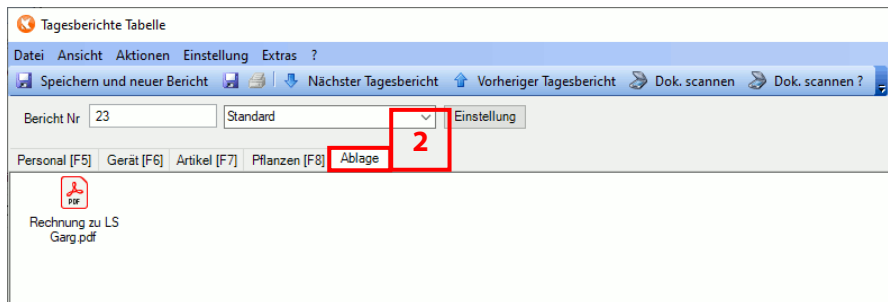 Tagesberichte Tabelle
Datei Ansicht Aktionen Einstellung Extras ?
Speichern und neuer Bericht Nächster Tagesbericht Vorheriger Tagesbericht Dok. scannen Dok. scannen ?
Bericht Nr 23 Standard Einstellung
2
Personal [F5] Gerät [F6] Artikel [F7] Pflanzen [F8] Ablage
PDF
Rechnung zu LS
Garg.pdf